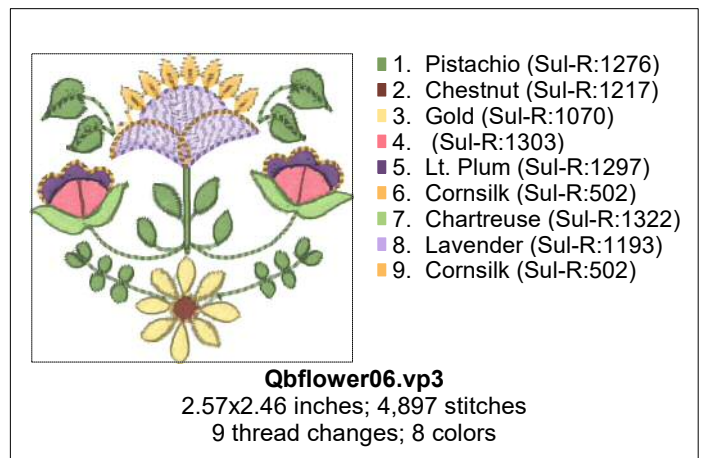 1. Pistachio (Sul-R:1276)
2. Chestnut (Sul-R:1217)
3. Gold (Sul-R:1070)
4. (Sul-R:1303)
5. Lt. Plum (Sul-R:1297)
6. Cornsilk (Sul-R:502)
7. Chartreuse (Sul-R:1322)
8. Lavender (Sul-R:1193)
9. Cornsilk (Sul-R:502)
Qbflower06.vp3
2.57x2.46 inches; 4,897 stitches
9 thread changes; 8 colors